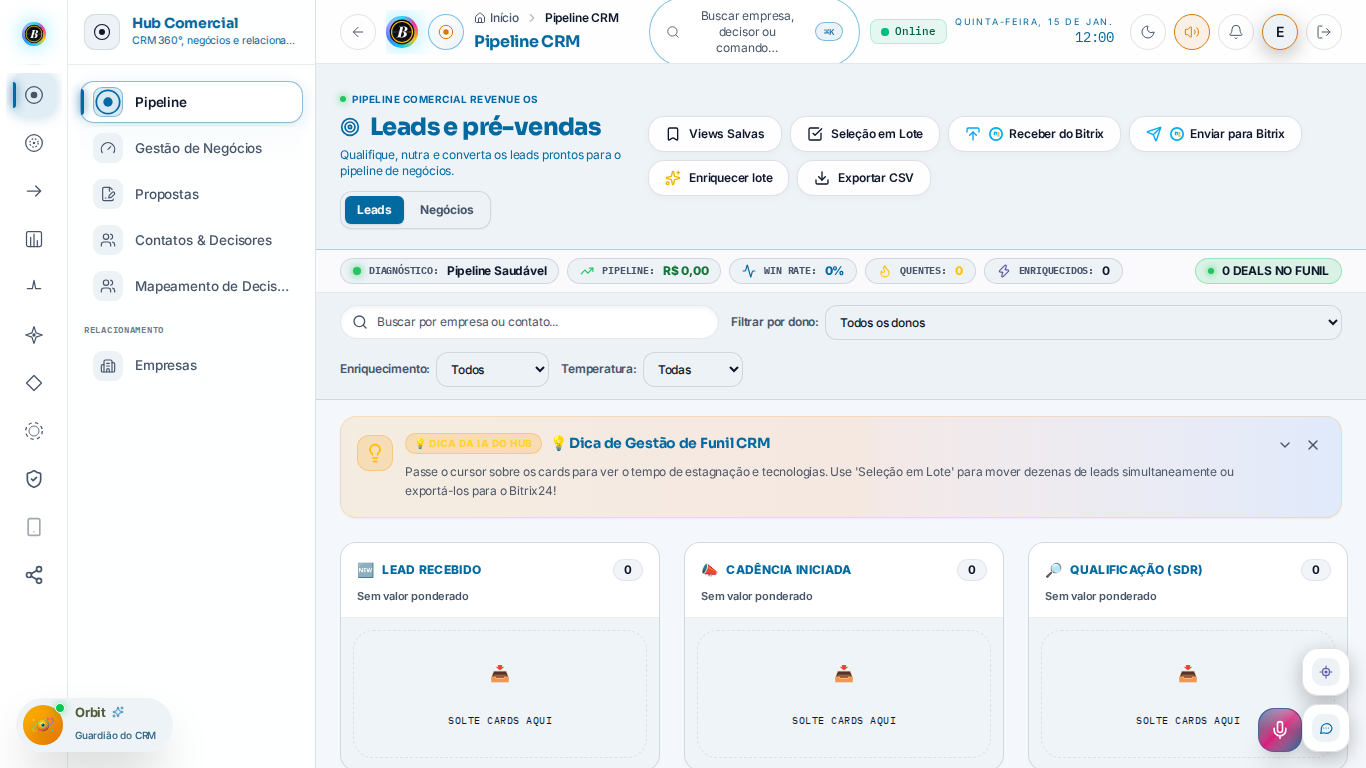 Hub Comercial
CRM 360°, negócios e relaciona...
Pipeline
Gestão de Negócios
Propostas
Contatos & Decisores
Mapeamento de Decis...
RELACIONAMENTO
Empresas
Orbit
Guardião do CRM
B
Início
Pipeline CRM
Pipeline CRM
Buscar empresa,
decisor ou
comando...
⌘K
Online
QUINTA-FEIRA, 15 DE JAN.
12:00
E
PIPELINE COMERCIAL REVENUE OS
Leads e pré-vendas
Qualifique, nutra e converta os leads prontos para o
pipeline de negócios.
Leads
Negócios
Views Salvas
Seleção em Lote
Receber do Bitrix
Enviar para Bitrix
Enriquecer lote
Exportar CSV
DIAGNÓSTICO: Pipeline Saudável
PIPELINE: R$ 0,00
WIN RATE: 0%
QUENTES: 0
ENRIQUECIDOS: 0
0 DEALS NO FUNIL
Buscar por empresa ou contato...
Filtrar por dono: Todos os donos
Enriquecimento: Todos
Temperatura: Todas
💡 DICA DA IA DO HUB
💡 Dica de Gestão de Funil CRM
Passe o cursor sobre os cards para ver o tempo de estagnação e tecnologias. Use 'Seleção em Lote' para mover dezenas de leads simultaneamente ou
exportá-los para o Bitrix24!
🆕 LEAD RECEBIDO 0
Sem valor ponderado
SOLTE CARDS AQUI
📣 CADÊNCIA INICIADA 0
Sem valor ponderado
SOLTE CARDS AQUI
🔎 QUALIFICAÇÃO (SDR) 0
Sem valor ponderado
SOLTE CARDS AQUI